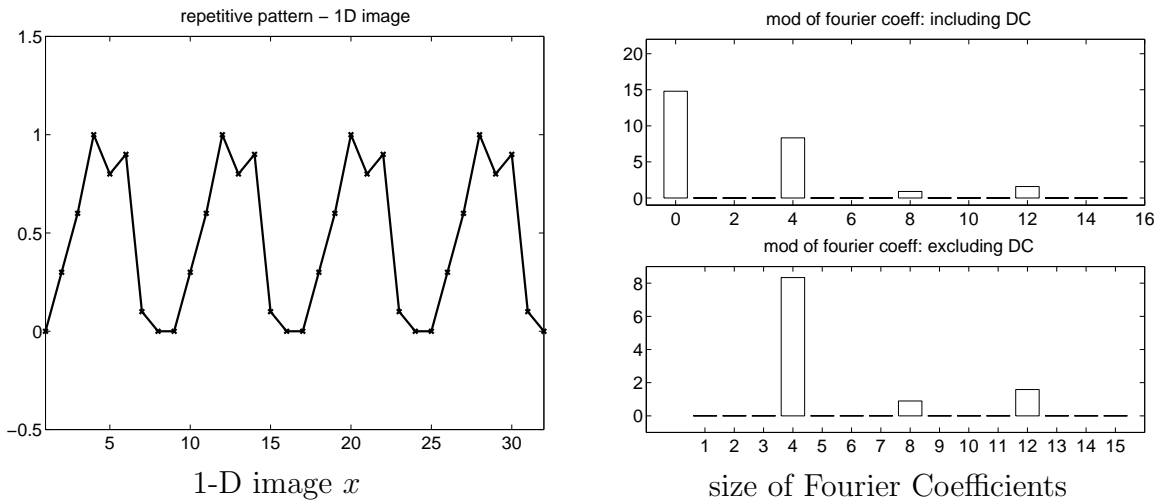 repetitive pattern − 1D image
1.5
1
0.5
0
−0.5
5 10 15 20 25 30
1-D image x
mod of fourier coeff: including DC
20
15
10
5
0
0 2 4 6 8 10 12 14 16
mod of fourier coeff: excluding DC
8
6
4
2
0
1 2 3 4 5 6 7 8 9 10 11 12 13 14 15
size of Fourier Coefficients